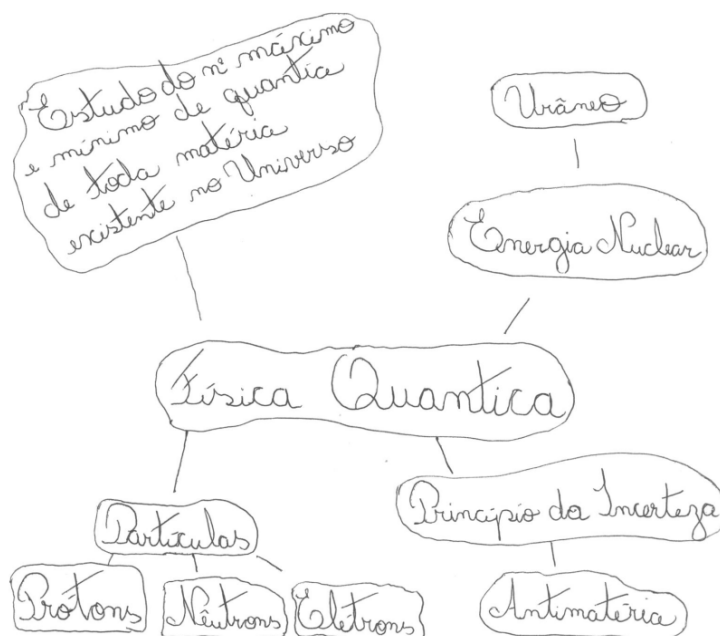 Estudo do nº máximo
e mínimo de quantia
de toda matéria
existente no Universo
Urâneo
Energia Nuclear
Física Quantica
Partículas
Prótons
Nêutrons
Elétrons
Princípio da Incerteza
Antimatéria